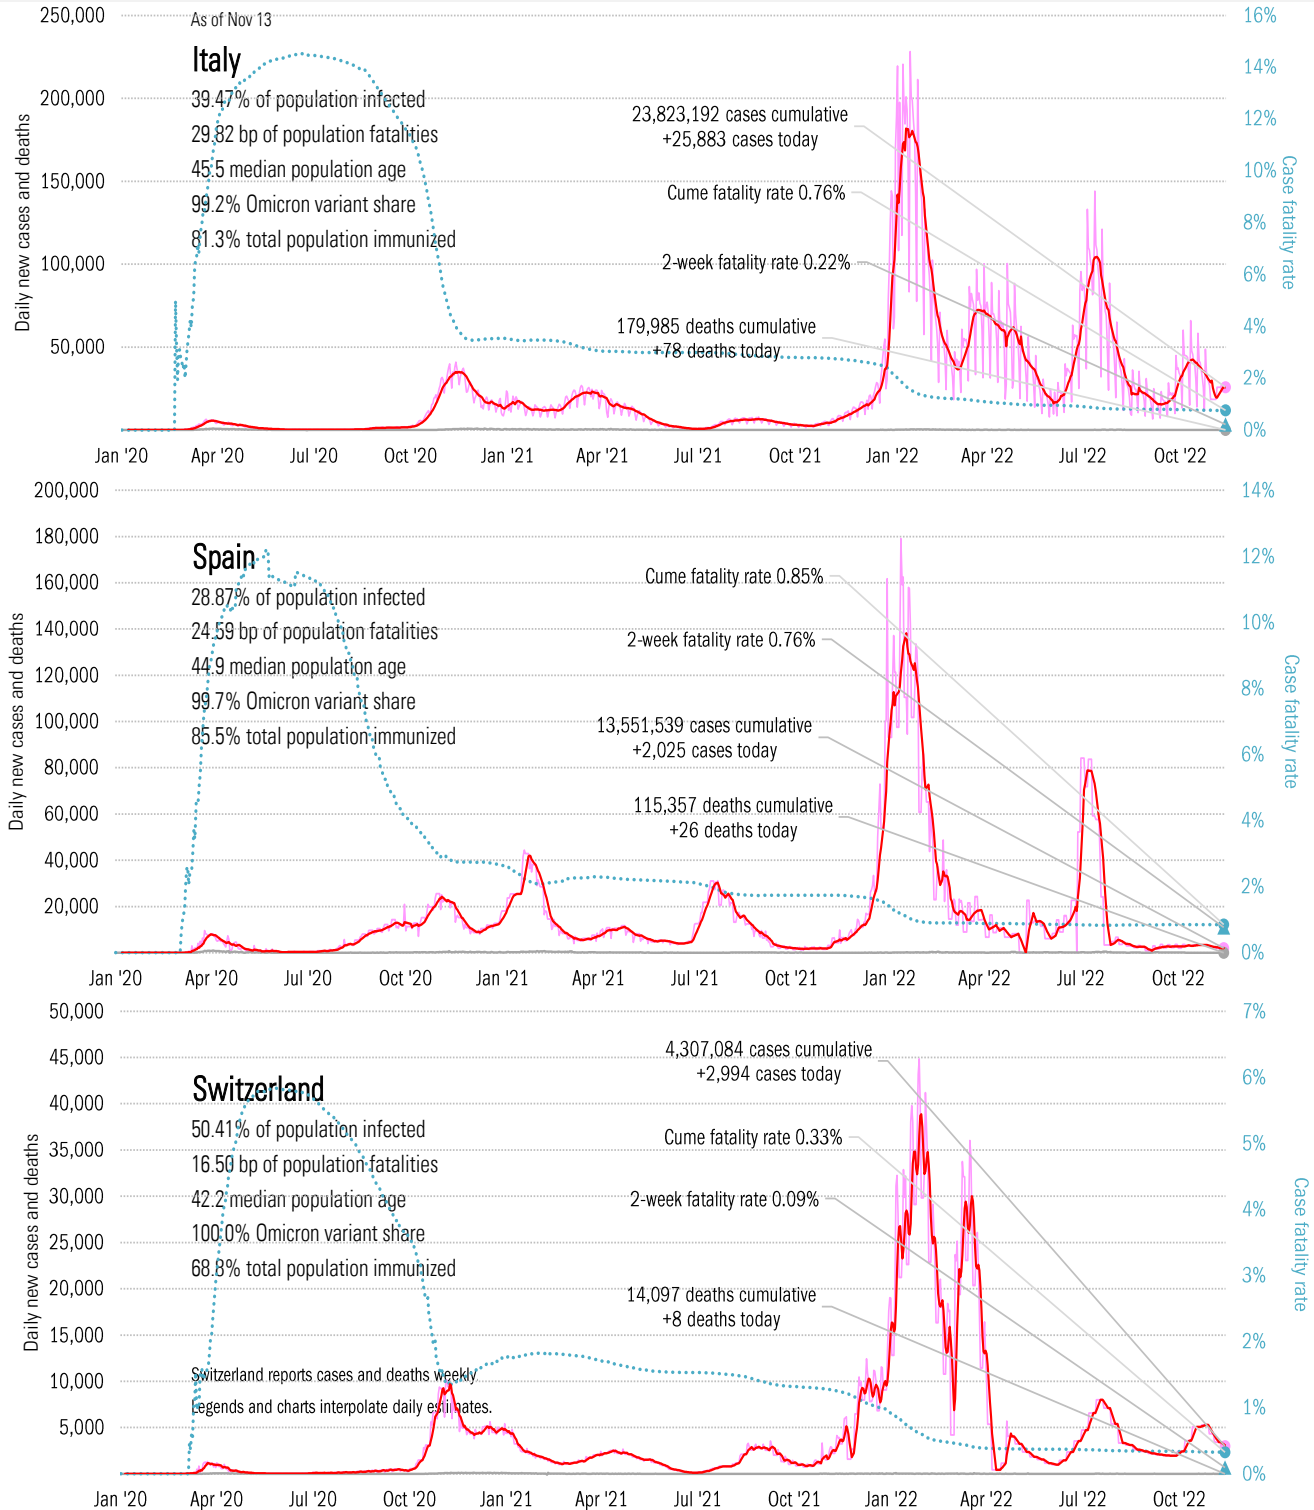 250,000
As of Nov 13
16%
Italy
14%
39.47% of population infected
200,000
23,823,192 cases cumulative
+25,883 cases today
12%
29.82 bp of population fatalities
45.5 median population age
150,000
10%
Cume fatality rate 0.76%
99.2% Omicron variant share
8%
81.3% total population immunized
100,000
2-week fatality rate 0.22%
6%
179,985 deaths cumulative
+78 deaths today
4%
50,000
2%
0%
Daily new cases and deaths
Case fatality rate
Jan '20 Apr '20 Jul '20 Oct '20 Jan '21 Apr '21 Jul '21 Oct '21 Jan '22 Apr '22 Jul '22 Oct '22
200,000
14%
180,000
Spain
12%
160,000
Cume fatality rate 0.85%
28.87% of population infected
140,000
10%
24.59 bp of population fatalities
2-week fatality rate 0.76%
44.9 median population age
120,000
8%
99.7% Omicron variant share
100,000
13,551,539 cases cumulative
+2,025 cases today
85.5% total population immunized
6%
80,000
115,357 deaths cumulative
+26 deaths today
60,000
4%
40,000
2%
20,000
0%
Daily new cases and deaths
Case fatality rate
Jan '20 Apr '20 Jul '20 Oct '20 Jan '21 Apr '21 Jul '21 Oct '21 Jan '22 Apr '22 Jul '22 Oct '22
50,000
7%
45,000
4,307,084 cases cumulative
+2,994 cases today
6%
Switzerland
40,000
50.41% of population infected
Cume fatality rate 0.33%
5%
35,000
16.50 bp of population fatalities
42.2 median population age
30,000
2-week fatality rate 0.09%
4%
100.0% Omicron variant share
25,000
68.8% total population immunized
3%
20,000
14,097 deaths cumulative
+8 deaths today
15,000
2%
Switzerland reports cases and deaths weekly.
10,000
Legends and charts interpolate daily estimates.
1%
5,000
0%
Daily new cases and deaths
Case fatality rate
Jan '20 Apr '20 Jul '20 Oct '20 Jan '21 Apr '21 Jul '21 Oct '21 Jan '22 Apr '22 Jul '22 Oct '22